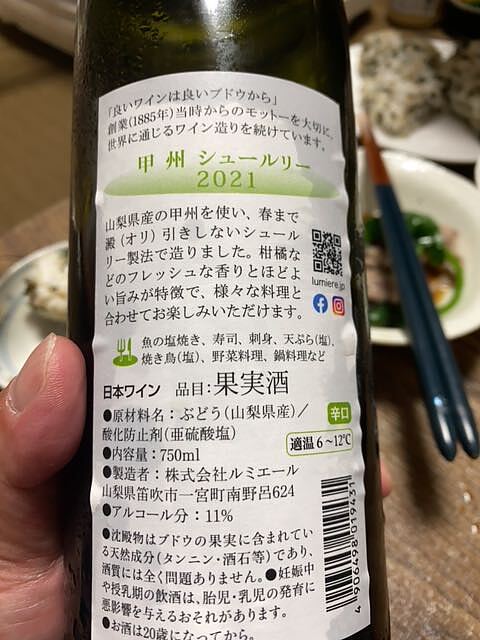 「良いワインは良いブドウから」
創業(1885年)当時からのモットーを大切に、
世界に通じるワイン造りを続けています。
甲州 シュールリー
2021
山梨県産の甲州を使い、春まで
澱(オリ)引きしないシュール
リー製法で造りました。柑橘な
どのフレッシュな香りとほどよ
い旨みが特徴で、様々な料理と
合わせてお楽しみいただけます。
lumiere.jp
魚の塩焼き、寿司、刺身、天ぷら(塩)、
焼き鳥(塩)、野菜料理、鍋料理など
日本ワイン 品目:果実酒
●原材料名:ぶどう(山梨県産)/
酸化防止剤(亜硫酸塩)
辛口
●内容量:750ml
適温 6~12℃
●製造者:株式会社ルミエール
山梨県笛吹市一宮町南野呂624
●アルコール分:11%
●沈殿物はブドウの果実に含まれてい
る天然成分(タンニン・酒石等)であり、
酒質には全く問題ありません。●妊娠中
や授乳期の飲酒は、胎児・乳児の発育に
悪影響を与えるおそれがあります。
●お酒は20歳になってから。
4906498019431